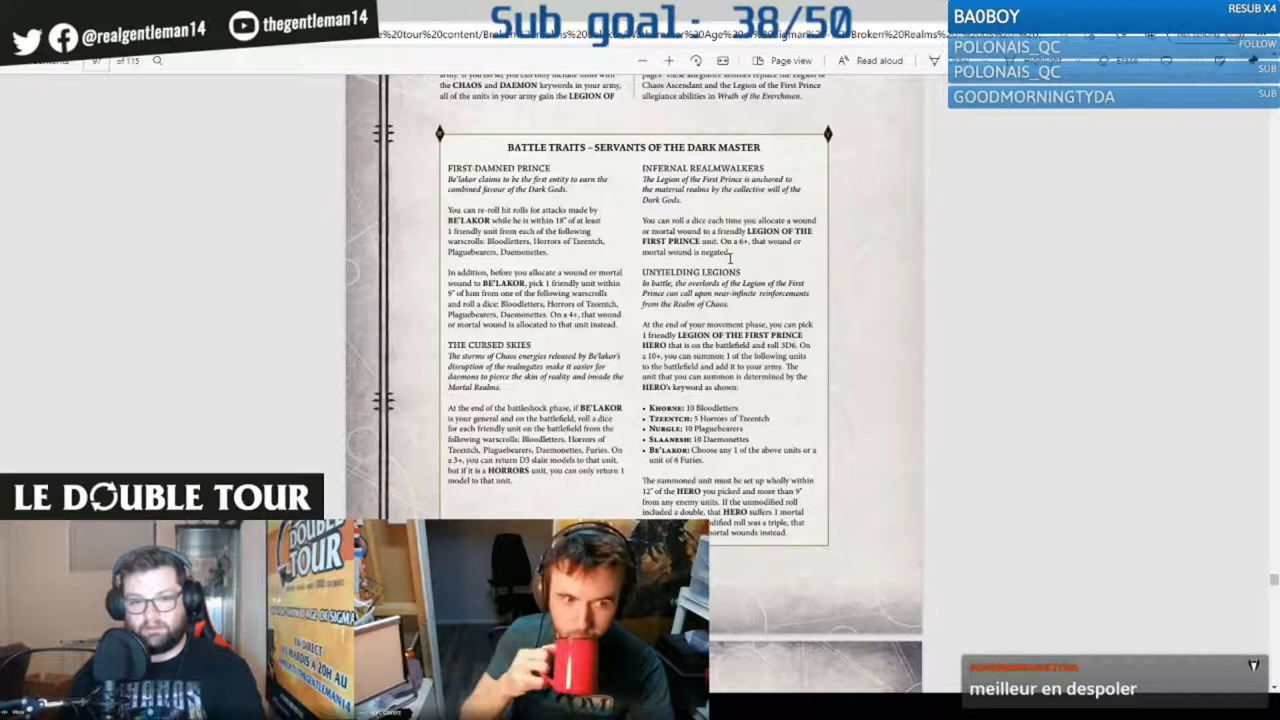 Sub goal: 38/50
@realgentleman14
thegentleman14
BA0BOY
RESUB X4
POLONAIS_QC
FOLLOW
POLONAIS_QC
SUB
GOODMORNINGTYDA
SUB
97 of 115
Page view
Read aloud
the CHAOS and DAEMON keywords in your army,
all of the units in your army gain the LEGION OF
Chaos Ascendant and the Legion of the First Prince
allegiance abilities in Wrath of the Everchosen.
BATTLE TRAITS – SERVANTS OF THE DARK MASTER
FIRST-DAMNED PRINCE
Be'lakor claims to be the first entity to earn the
combined favour of the Dark Gods.
You can re-roll hit rolls for attacks made by
BE'LAKOR while he is within 18" of at least
1 friendly unit from each of the following
warscrolls: Bloodletters, Horrors of Tzeentch,
Plaguebearers, Daemonettes.
In addition, before you allocate a wound or mortal
wound to BE'LAKOR, pick 1 friendly unit within
9" of him from one of the following warscrolls
and roll a dice: Bloodletters, Horrors of Tzeentch,
Plaguebearers, Daemonettes. On a 4+, that wound
or mortal wound is allocated to that unit instead.
THE CURSED SKIES
The storms of Chaos energies released by Be'lakor's
disruption of the realmgates make it easier for
daemons to pierce the skin of reality and invade the
Mortal Realms.
At the end of the battleshock phase, if BE'LAKOR
is your general and on the battlefield, roll a dice
for each friendly unit on the battlefield from the
following warscrolls: Bloodletters, Horrors of
Tzeentch, Plaguebearers, Daemonettes, Furies. On
a 3+, you can return D3 slain models to that unit,
but if it is a HORRORS unit, you can only return 1
model to that unit.
INFERNAL REALMWALKERS
The Legion of the First Prince is anchored to
the material realms by the collective will of the
Dark Gods.
You can roll a dice each time you allocate a wound
or mortal wound to a friendly LEGION OF THE
FIRST PRINCE unit. On a 6+, that wound or
mortal wound is negated.
UNYIELDING LEGIONS
In battle, the overlords of the Legion of the First
Prince can call upon near-infinite reinforcements
from the Realm of Chaos.
At the end of your movement phase, you can pick
1 friendly LEGION OF THE FIRST PRINCE
HERO that is on the battlefield and roll 3D6. On
a 10+, you can summon 1 of the following units
to the battlefield and add it to your army. The
unit that you can summon is determined by the
HERO's keyword as shown:
• KHORNE: 10 Bloodletters
• TZEENTCH: 5 Horrors of Tzeentch
• NURGLE: 10 Plaguebearers
• SLAANESH: 10 Daemonettes
• BE'LAKOR: Choose any 1 of the above units or a
unit of 6 Furies.
The summoned unit must be set up wholly within
12" of the HERO you picked and more than 9"
from any enemy units. If the unmodified roll
included a double, that HERO suffers 1 mortal
roll was a triple, that
mortal wounds instead.
LE DOUBLE TOUR
DOUBLE
TOUR
EN DIRECT
meilleur en despoler